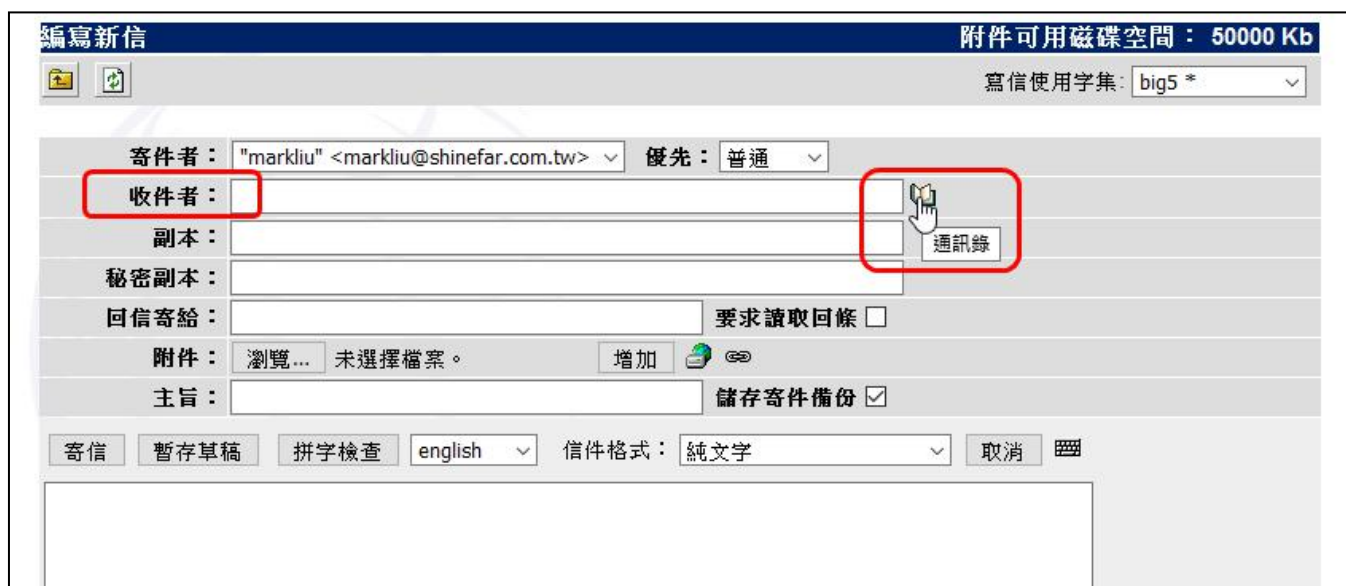 編寫新信 附件可用磁碟空間： 50000 Kb
寫信使用字集: big5 *
寄件者： "markliu" <markliu@shinefar.com.tw> 優先： 普通
收件者：
通訊錄
副本：
秘密副本：
回信寄給： 要求讀取回條
附件： 瀏覽... 未選擇檔案。 增加
主旨： 儲存寄件備份
寄信 暫存草稿 拼字檢查 english 信件格式： 純文字 取消